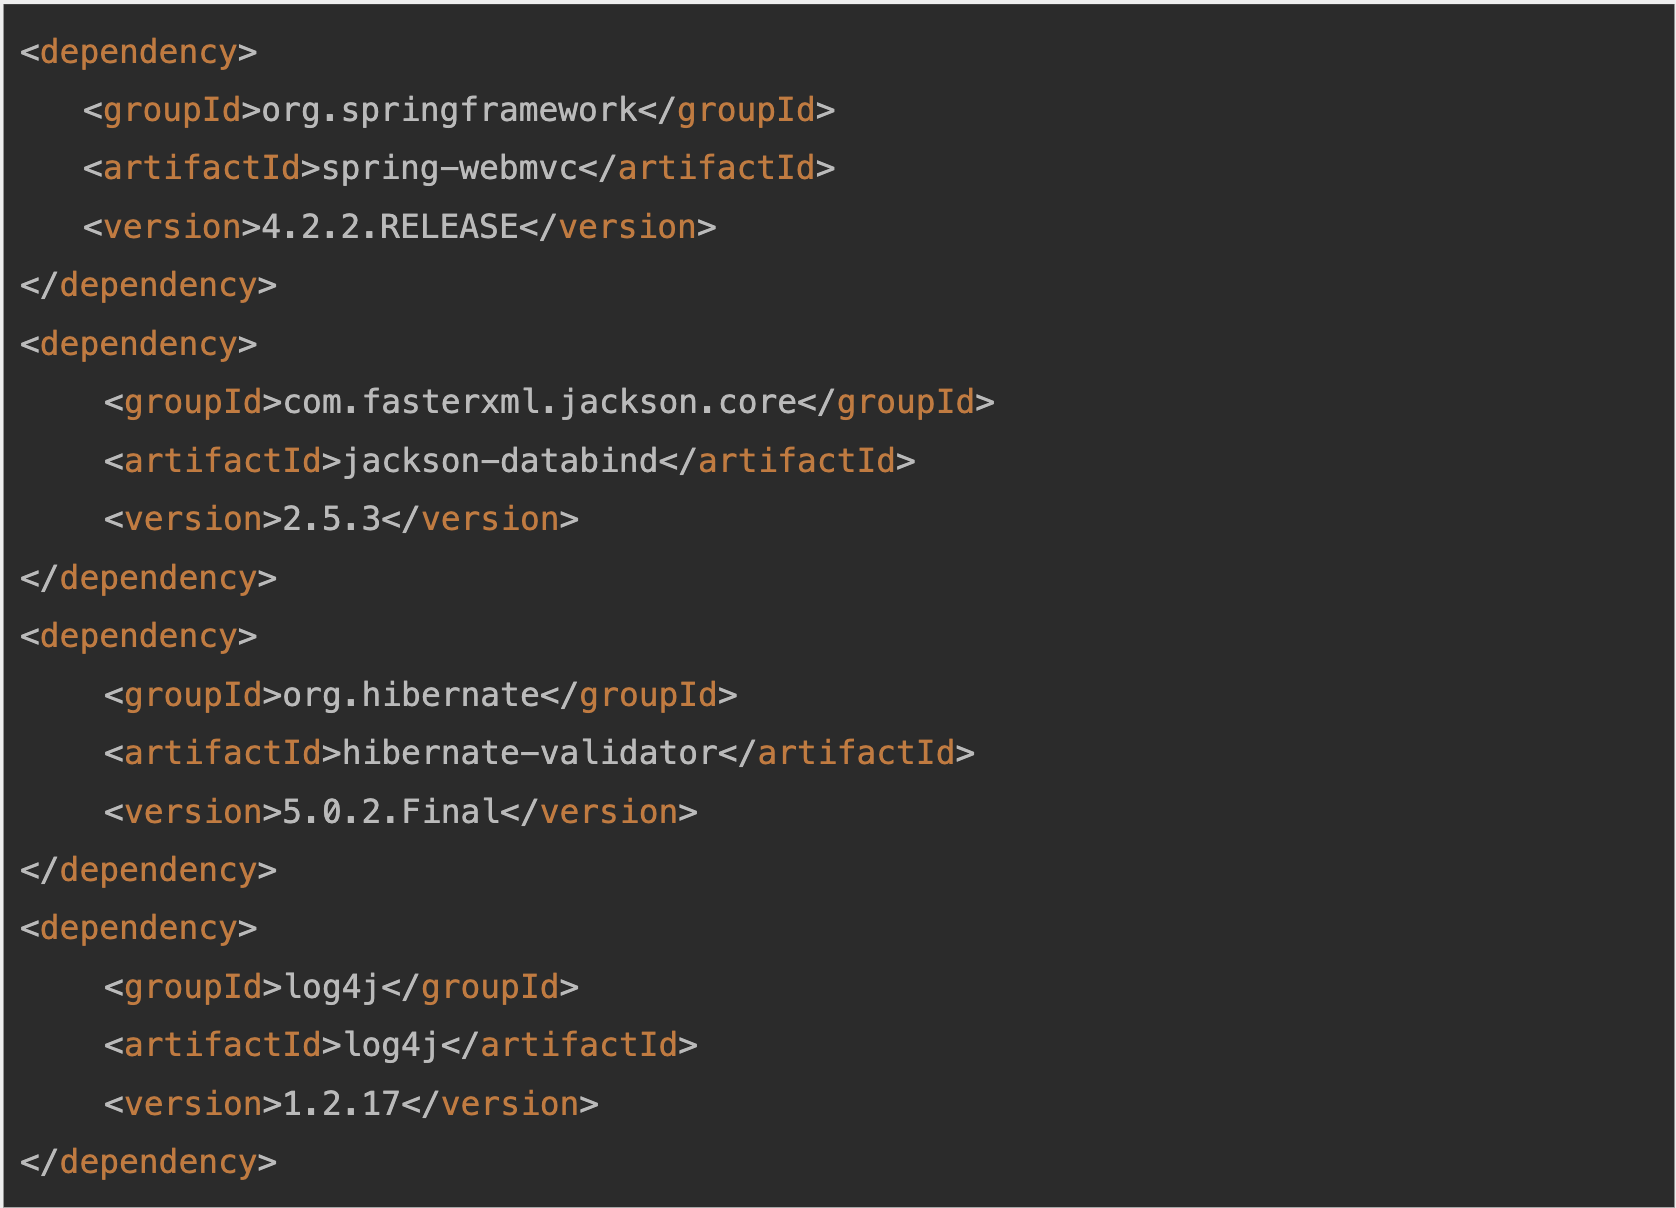 <dependency>
<groupId>org.springframework</groupId>
<artifactId>spring-webmvc</artifactId>
<version>4.2.2.RELEASE</version>
</dependency>
<dependency>
<groupId>com.fasterxml.jackson.core</groupId>
<artifactId>jackson-databind</artifactId>
<version>2.5.3</version>
</dependency>
<dependency>
<groupId>org.hibernate</groupId>
<artifactId>hibernate-validator</artifactId>
<version>5.0.2.Final</version>
</dependency>
<dependency>
<groupId>log4j</groupId>
<artifactId>log4j</artifactId>
<version>1.2.17</version>
</dependency>